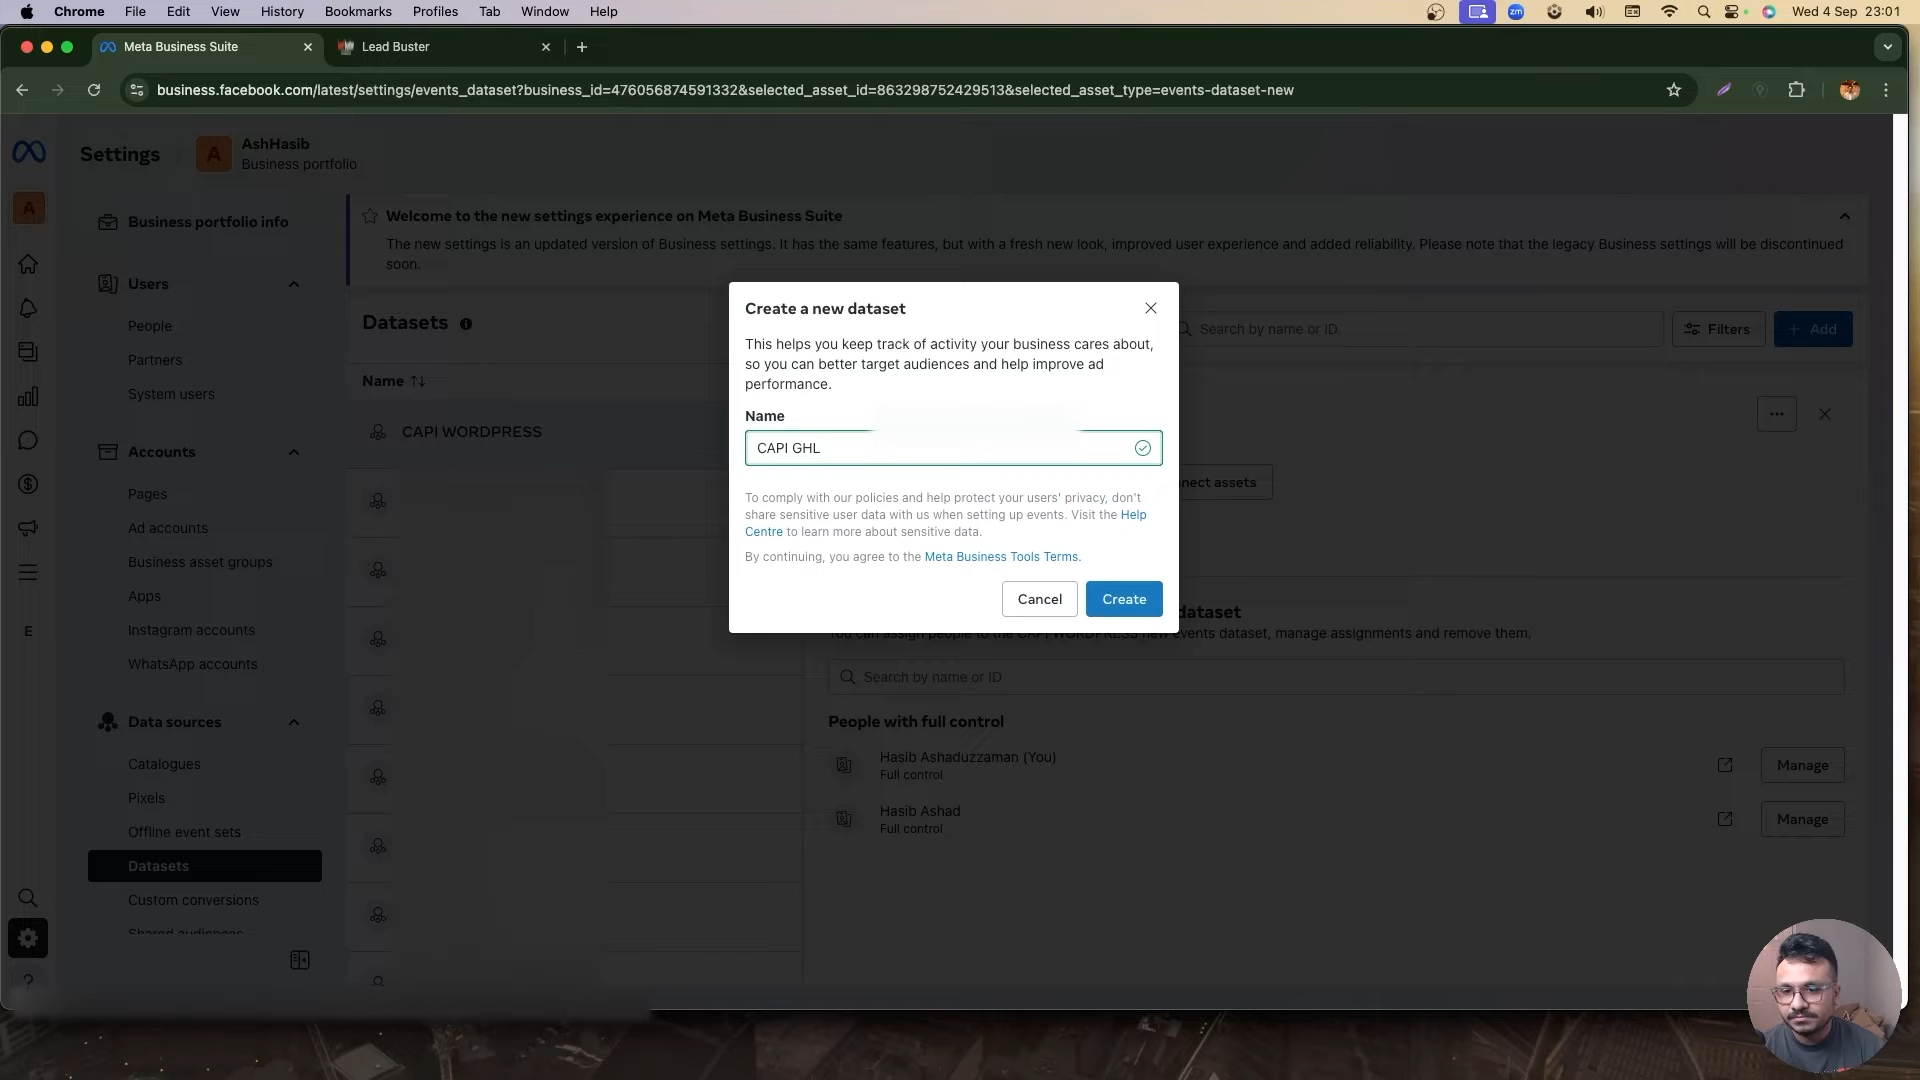 Chrome File Edit View History Bookmarks Profiles Tab Window Help
zm Wed 4 Sep 23:01
Meta Business Suite Lead Buster
business.facebook.com/latest/settings/events_dataset?business_id=476056874591332&selected_asset_id=863298752429513&selected_asset_type=events-dataset-new
Settings
A
AshHasib
Business portfolio
A
E
Business portfolio info
Users
People
Partners
System users
Accounts
Pages
Ad accounts
Business asset groups
Apps
Instagram accounts
WhatsApp accounts
Data sources
Catalogues
Pixels
Offline event sets
Datasets
Custom conversions
Shared audiences
Welcome to the new settings experience on Meta Business Suite
The new settings is an updated version of Business settings. It has the same features, but with a fresh new look, improved user experience and added reliability. Please note that the legacy Business settings will be discontinued
soon.
Datasets
Search by name or ID
Filters
+ Add
Name
CAPI WORDPRESS
Create a new dataset
This helps you keep track of activity your business cares about,
so you can better target audiences and help improve ad
performance.
Name
CAPI GHL
To comply with our policies and help protect your users' privacy, don't
share sensitive user data with us when setting up events. Visit the Help
Centre to learn more about sensitive data.
By continuing, you agree to the Meta Business Tools Terms.
Cancel
Create
assets
dataset
You can assign people to the CAPI WORDPRESS new events dataset, manage assignments and remove them.
Search by name or ID
People with full control
Hasib Ashaduzzaman (You)
Full control
Manage
Hasib Ashad
Full control
Manage